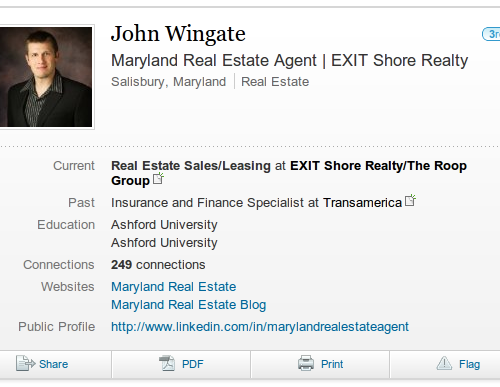 John Wingate
3r
Maryland Real Estate Agent | EXIT Shore Realty
Salisbury, Maryland | Real Estate
Current Real Estate Sales/Leasing at EXIT Shore Realty/The Roop
Group
Past Insurance and Finance Specialist at Transamerica
Education Ashford University
Ashford University
Connections 249 connections
Websites Maryland Real Estate
Maryland Real Estate Blog
Public Profile http://www.linkedin.com/in/marylandrealestateagent
Share PDF Print Flag